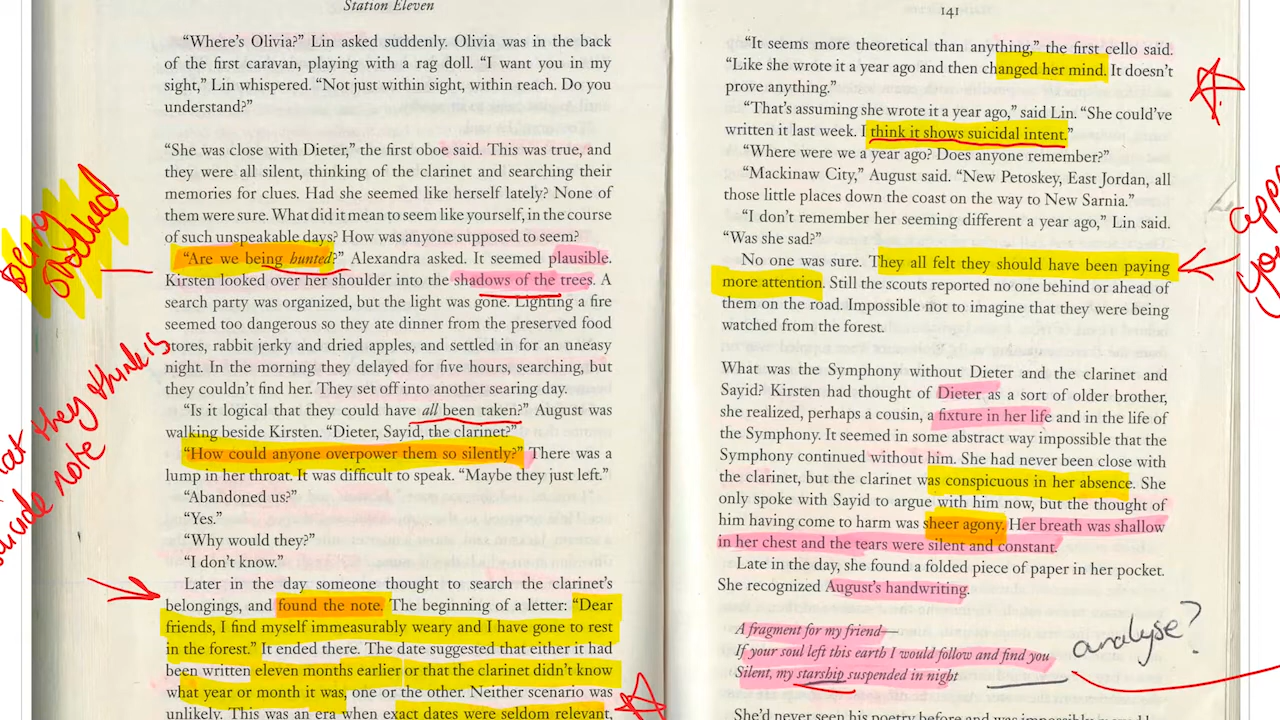 Station Eleven
“Where’s Olivia?” Lin asked suddenly. Olivia was in the back
of the first caravan, playing with a rag doll. “I want you in my
sight,” Lin whispered. “Not just within sight, within reach. Do you
understand?”
“She was close with Dieter,” the first oboe said. This was true, and
they were all silent, thinking of the clarinet and searching their
memories for clues. Had she seemed like herself lately? None of
them were sure. What did it mean to seem like yourself, in the course
of such unspeakable days? How was anyone supposed to seem?
“Are we being hunted?” Alexandra asked. It seemed plausible.
Kirsten looked over her shoulder into the shadows of the trees. A
search party was organized, but the light was gone. Lighting a fire
seemed too dangerous so they ate dinner from the preserved food
stores, rabbit jerky and dried apples, and settled in for an uneasy
night. In the morning they delayed for five hours, searching, but
they couldn’t find her. They set off into another searing day.
“Is it logical that they could have all been taken?” August was
walking beside Kirsten. “Dieter, Sayid, the clarinet?”
“How could anyone overpower them so silently?” There was a
lump in her throat. It was difficult to speak. “Maybe they just left.”
“Abandoned us?”
“Yes.”
“Why would they?”
“I don’t know.”
Later in the day someone thought to search the clarinet’s
belongings, and found the note. The beginning of a letter: “Dear
friends, I find myself immeasurably weary and I have gone to rest
in the forest.” It ended there. The date suggested that either it had
been written eleven months earlier or that the clarinet didn’t know
what year or month it was, one or the other. Neither scenario was
unlikely. This was an era when exact dates were seldom relevant,
being
stalked
they think is
note
141
“It seems more theoretical than anything,” the first cello said.
“Like she wrote it a year ago and then changed her mind. It doesn’t
prove anything.”
“That’s assuming she wrote it a year ago,” said Lin. “She could’ve
written it last week. I think it shows suicidal intent.”
“Where were we a year ago? Does anyone remember?”
“Mackinaw City,” August said. “New Petoskey, East Jordan, all
those little places down the coast on the way to New Sarnia.”
“I don’t remember her seeming different a year ago,” Lin said.
“Was she sad?”
No one was sure. They all felt they should have been paying
more attention. Still the scouts reported no one behind or ahead of
them on the road. Impossible not to imagine that they were being
watched from the forest.
What was the Symphony without Dieter and the clarinet and
Sayid? Kirsten had thought of Dieter as a sort of older brother,
she realized, perhaps a cousin, a fixture in her life and in the life of
the Symphony. It seemed in some abstract way impossible that the
Symphony continued without him. She had never been close with
the clarinet, but the clarinet was conspicuous in her absence. She
only spoke with Sayid to argue with him now, but the thought of
him having come to harm was sheer agony. Her breath was shallow
in her chest and the tears were silent and constant.
Late in the day, she found a folded piece of paper in her pocket.
She recognized August’s handwriting.
A fragment for my friend—
If your soul left this earth I would follow and find you
Silent, my starship suspended in night
She’d never seen his poetry before and was impossibly moved by
analyse?